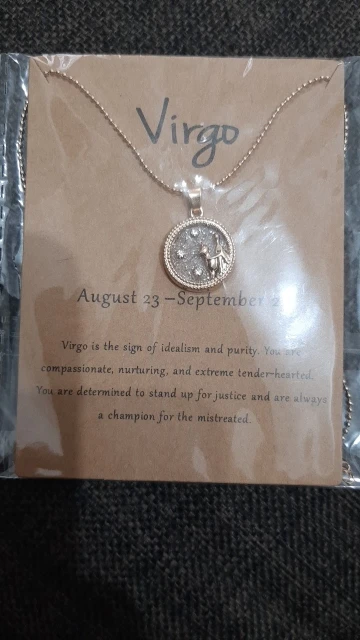 Virgo
August 23 – September 2
Virgo is the sign of idealism and purity. You are
compassionate, nurturing, and extreme tender-hearted.
You are determined to stand up for justice and are always
a champion for the mistreated.